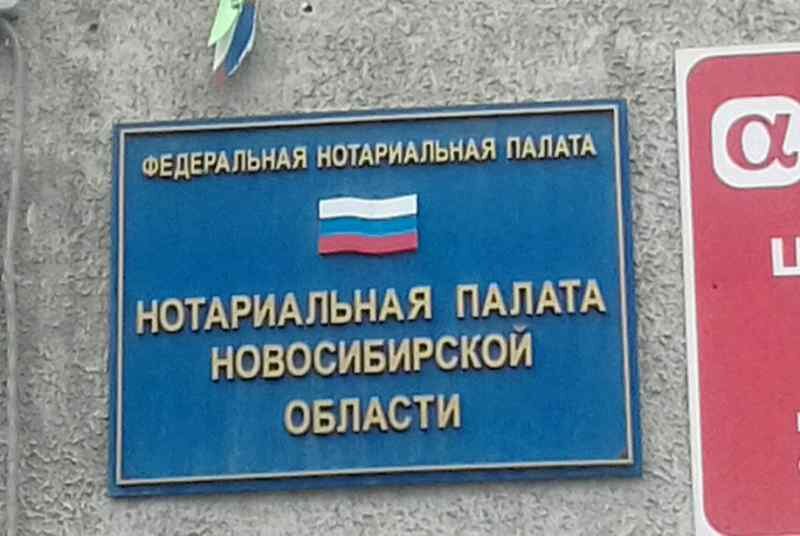 ФЕДЕРАЛЬНАЯ НОТАРИАЛЬНАЯ ПАЛАТА
НОТАРИАЛЬНАЯ ПАЛАТА
НОВОСИБИРСКОЙ
ОБЛАСТИ
α